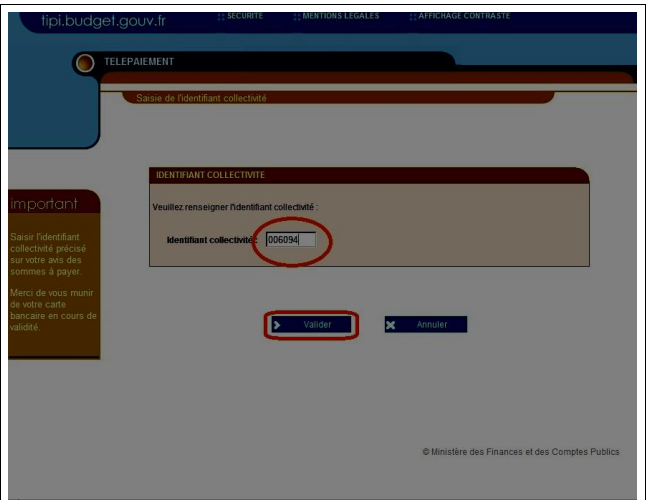 tipi.budget.gouv.fr
:: SECURITE :: MENTIONS LEGALES :: AFFICHAGE CONTRASTE
TELEPAIEMENT
Saisie de l'identifiant collectivité
IDENTIFIANT COLLECTIVITE
Veuillez renseigner l'identifiant collectivité :
Identifiant collectivité : 006094
important
Saisir l'identifiant
collectivité précisé
sur votre avis des
sommes à payer.
Merci de vous munir
de votre carte
bancaire en cours de
validité.
Valider Annuler
© Ministère des Finances et des Comptes Publics